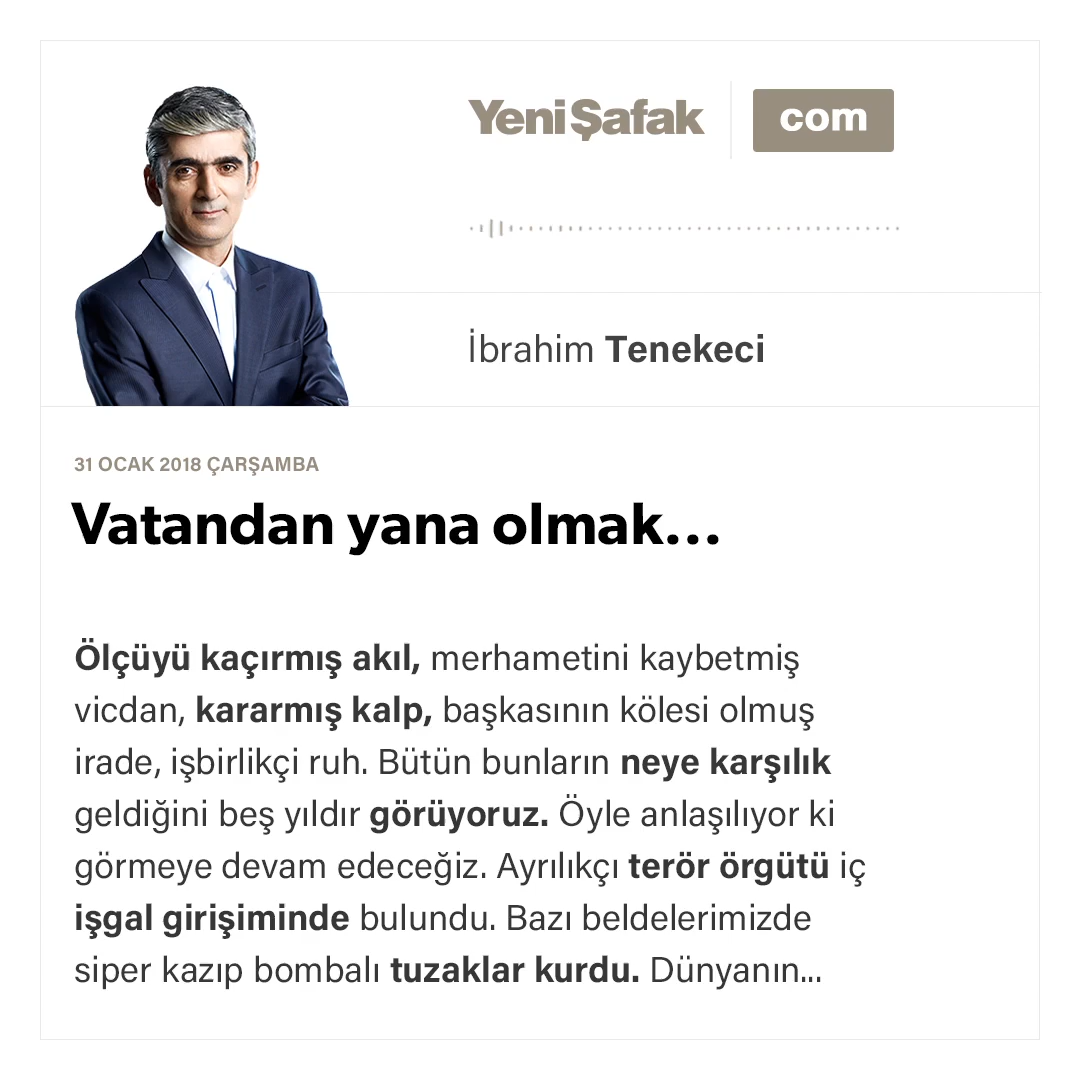 YeniŞafak com
İbrahim Tenekeci
31 OCAK 2018 ÇARŞAMBA
Vatandan yana olmak...
Ölçüyü kaçırmış akıl, merhametini kaybetmiş
vicdan, kararmış kalp, başkasının kölesi olmuş
irade, işbirlikçi ruh. Bütün bunların neye karşılık
geldiğini beş yıldır görüyoruz. Öyle anlaşılıyor ki
görmeye devam edeceğiz. Ayrılıkçı terör örgütü iç
işgal girişiminde bulundu. Bazı beldelerimizde
siper kazıp bombalı tuzaklar kurdu. Dünyanın...